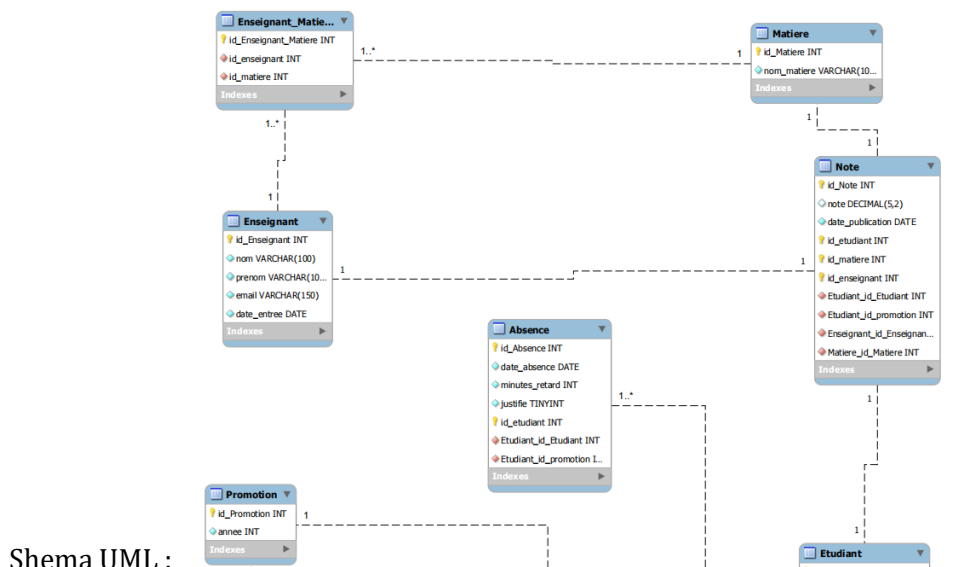 Enseignant_Matie...
id_Enseignant_Matiere INT
id_enseignant INT
id_matiere INT
Indexes
1..*
1
Matiere
id_Matiere INT
nom_matiere VARCHAR(10...
Indexes
1..*
1
1
1
Note
id_Note INT
note DECIMAL(5,2)
date_publication DATE
id_etudiant INT
id_matiere INT
id_enseignant INT
Etudiant_id_Etudiant INT
Etudiant_id_promotion INT
Enseignant_id_Enseignan...
Matiere_id_Matiere INT
Indexes
Enseignant
id_Enseignant INT
nom VARCHAR(100)
prenom VARCHAR(10...
email VARCHAR(150)
date_entree DATE
Indexes
1
1
Absence
id_Absence INT
date_absence DATE
minutes_retard INT
justifie TINYINT
id_etudiant INT
Etudiant_id_Etudiant INT
Etudiant_id_promotion I...
Indexes
1..*
1
Promotion
id_Promotion INT
annee INT
Indexes
1
1
Etudiant
Shema UML :